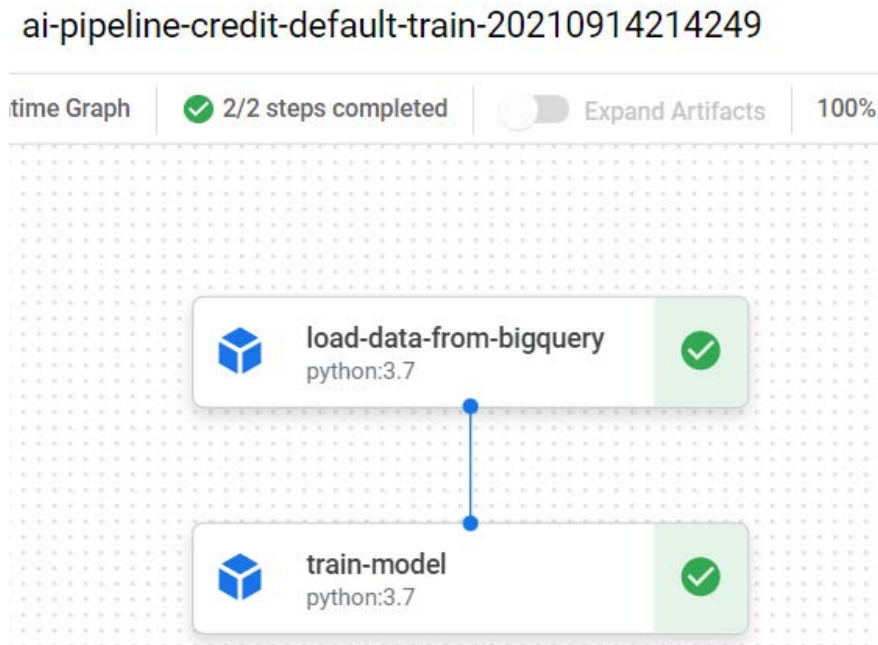 ai-pipeline-credit-default-train-20210914214249
time Graph 2/2 steps completed Expand Artifacts 100%
load-data-from-bigquery
python:3.7
train-model
python:3.7